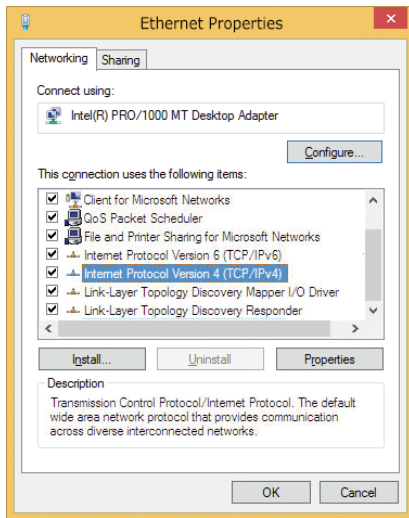 Ethernet Properties
Networking Sharing
Connect using:
Intel(R) PRO/1000 MT Desktop Adapter
Configure...
This connection uses the following items:
Client for Microsoft Networks
QoS Packet Scheduler
File and Printer Sharing for Microsoft Networks
Internet Protocol Version 6 (TCP/IPv6)
Internet Protocol Version 4 (TCP/IPv4)
Link-Layer Topology Discovery Mapper I/O Driver
Link-Layer Topology Discovery Responder
Install... Uninstall Properties
Description
Transmission Control Protocol/Internet Protocol. The default
wide area network protocol that provides communication
across diverse interconnected networks.
OK Cancel